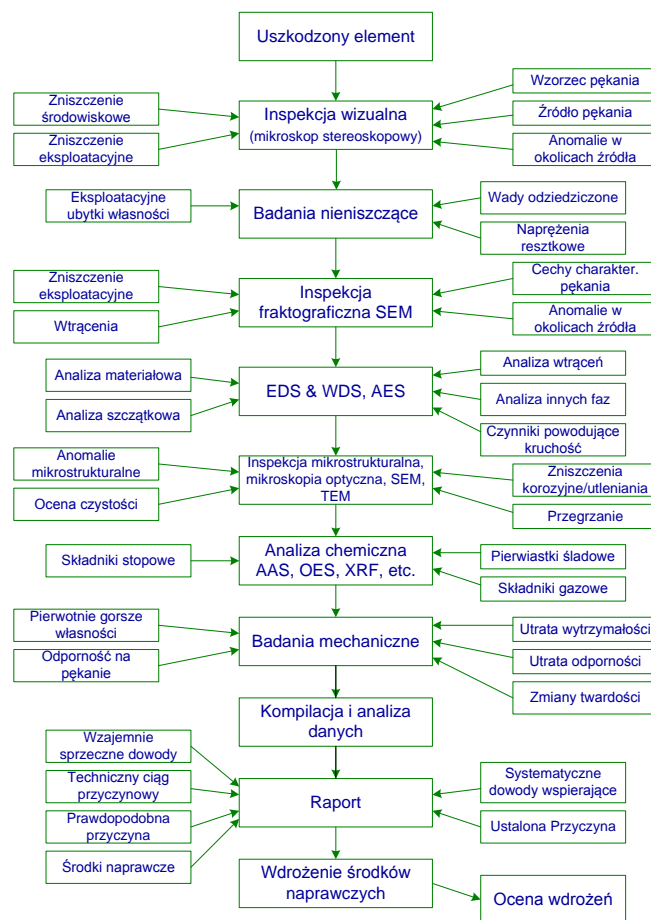 Uszkodzony element
Zniszczenie
środowiskowe
Zniszczenie
eksploatacyjne
Inspekcja wizualna
(mikroskop stereoskopowy)
Wzorzec pękania
Źródło pękania
Anomalie w
okolicach źródła
Eksploatacyjne
ubytki własności
Badania nieniszczące
Wady odziedziczone
Naprężenia
resztkowe
Zniszczenie
eksploatacyjne
Wtrącenia
Inspekcja
fraktograficzna SEM
Cechy charakter.
pękania
Anomalie w
okolicach źródła
Analiza materiałowa
Analiza szczątkowa
EDS & WDS, AES
Analiza wtrąceń
Analiza innych faz
Czynniki powodujące
kruchość
Anomalie
mikrostrukturalne
Ocena czystości
Inspekcja mikrostrukturalna,
mikroskopia optyczna, SEM,
TEM
Zniszczenia
korozyjne/utleniania
Przegrzanie
Składniki stopowe
Analiza chemiczna
AAS, OES, XRF, etc.
Pierwiastki śladowe
Składniki gazowe
Pierwotnie gorsze
własności
Odporność na
pękanie
Badania mechaniczne
Utrata wytrzymałości
Utrata odporności
Zmiany twardości
Kompilacja i analiza
danych
Wzajemnie
sprzeczne dowody
Techniczny ciąg
przyczynowy
Prawdopodobna
przyczyna
Środki naprawcze
Raport
Systematyczne
dowody wspierające
Ustalona Przyczyna
Wdrożenie środków
naprawczych
Ocena wdrożeń